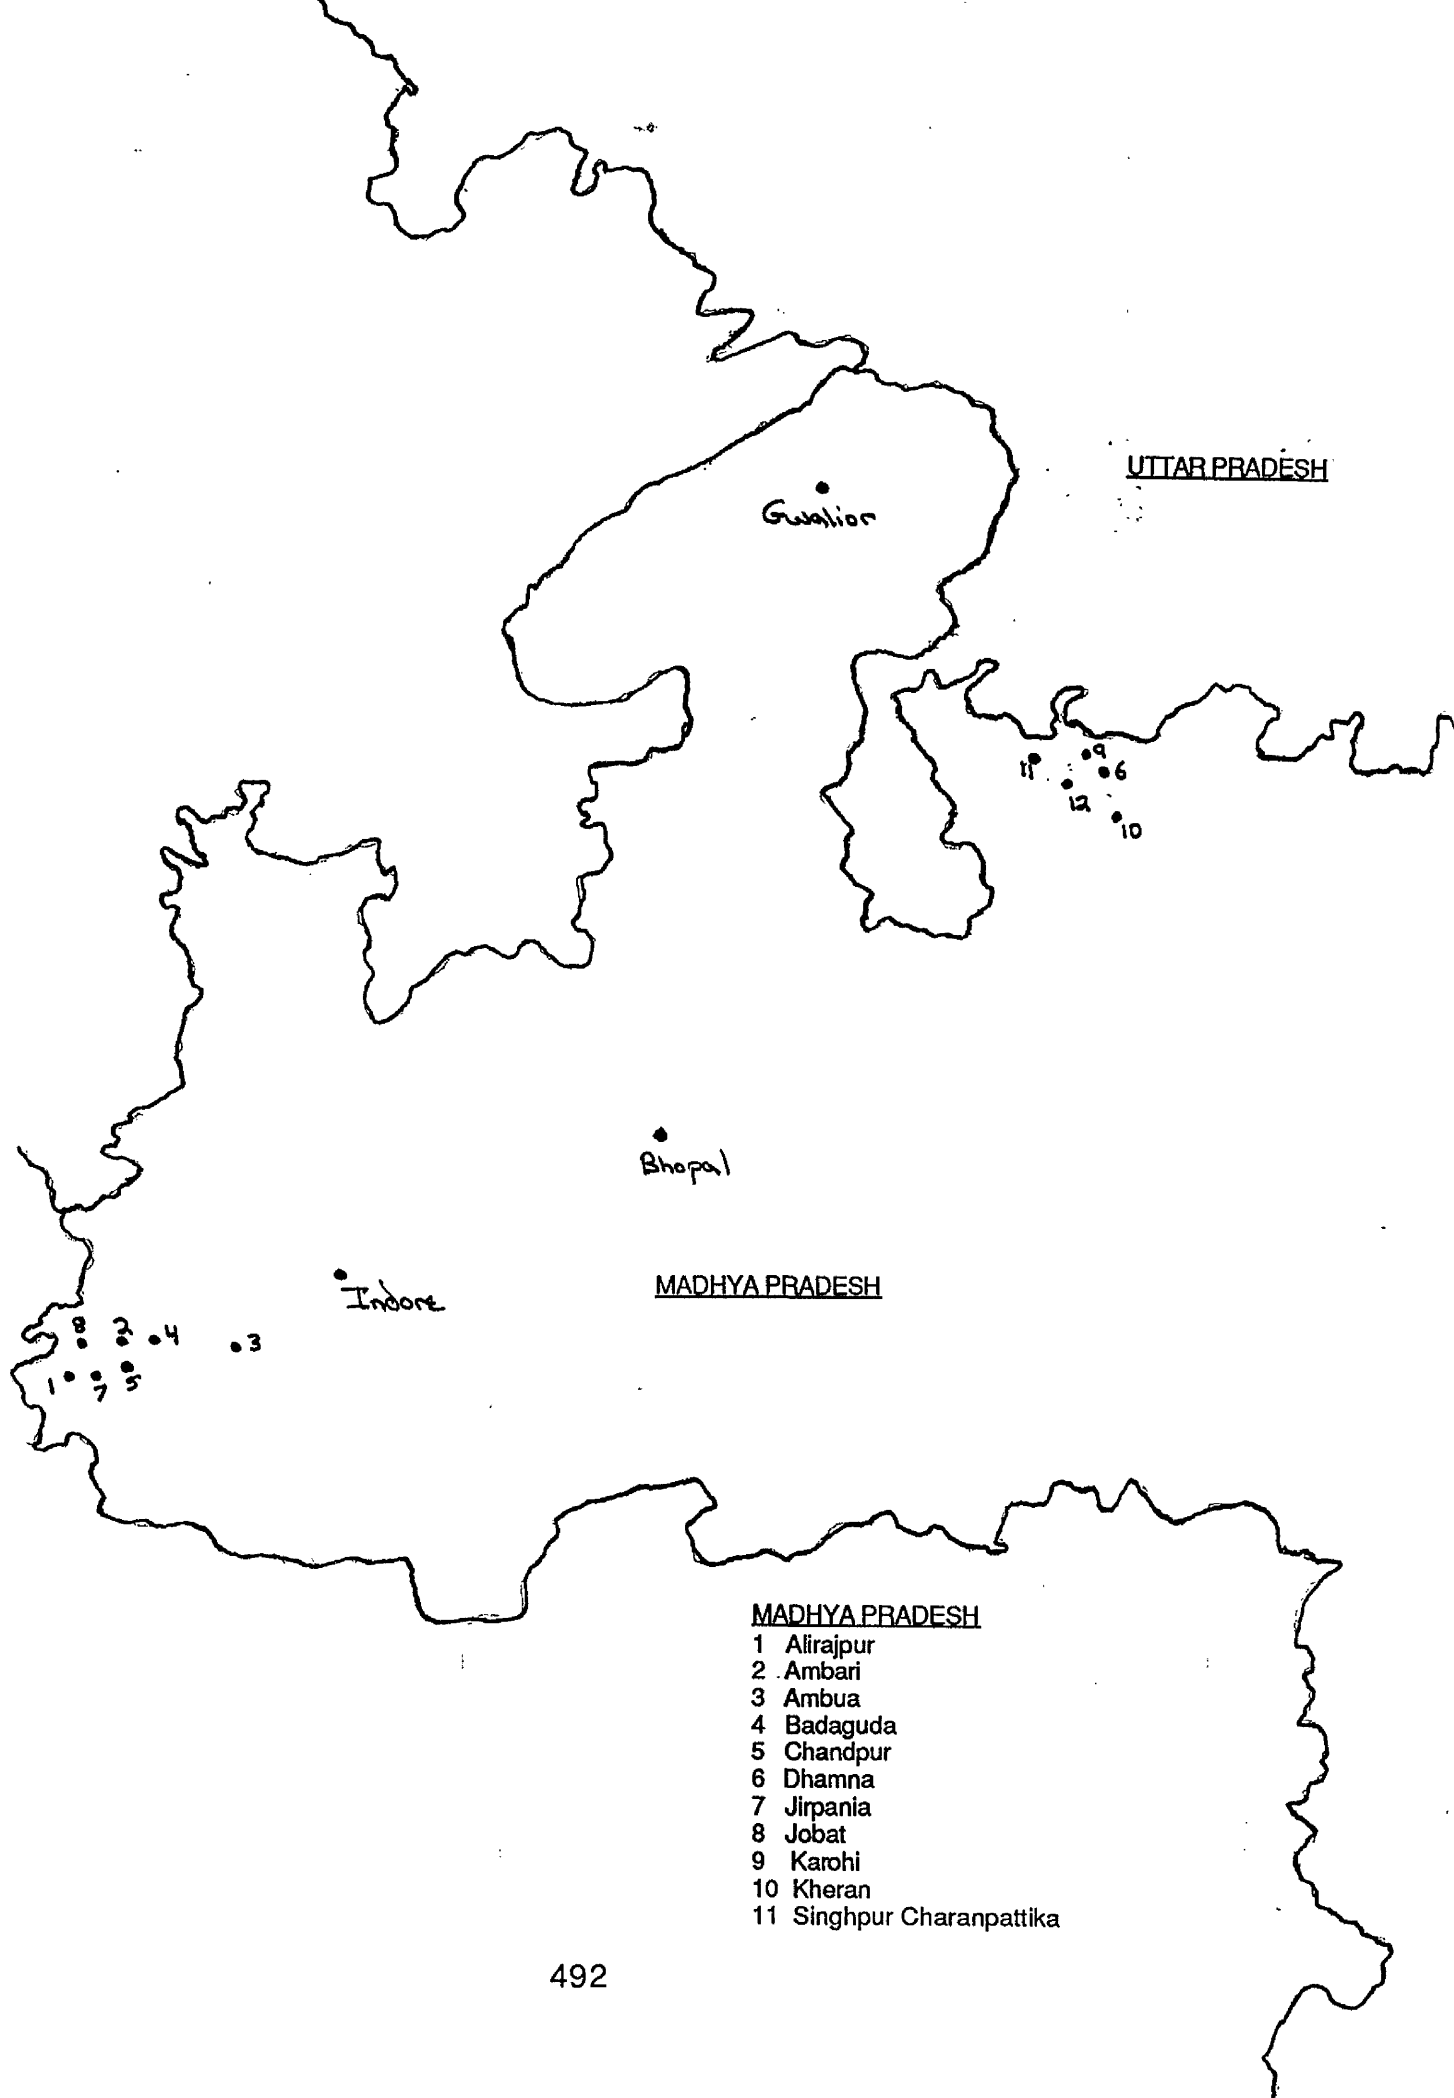 UTTAR PRADESH
Gwalior
9
11
6
12
10
Bhopal
Indore
MADHYA PRADESH
8
2
4
3
1
7
5
MADHYA PRADESH
1 Alirajpur
2 Ambari
3 Ambua
4 Badaguda
5 Chandpur
6 Dhamna
7 Jirpania
8 Jobat
9 Karohi
10 Kheran
11 Singhpur Charanpattika
492